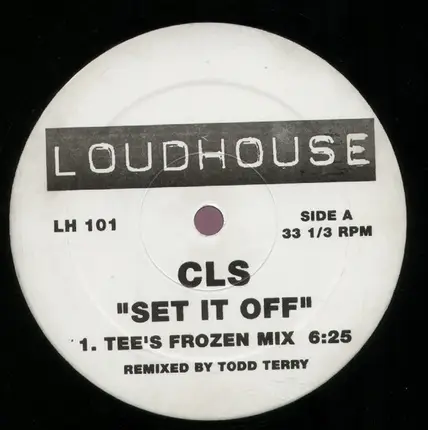 LOUDHOUSE
LH 101
SIDE A
33 1/3 RPM
CLS
"SET IT OFF"
1. TEE'S FROZEN MIX 6:25
REMIXED BY TODD TERRY